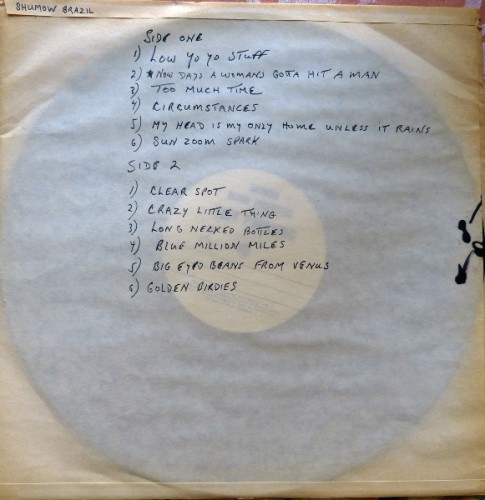 SHUMOW BRAZIL
SIDE ONE
1) LOW YO YO STUFF
2) *NOW DAYS A WOMANS GOTTA HIT A MAN
3) TOO MUCH TIME
4) CIRCUMSTANCES
5) MY HEAD IS MY ONLY HOME UNLESS IT RAINS
6) SUN ZOOM SPARK
SIDE 2
1) CLEAR SPOT
2) CRAZY LITTLE THING
3) LONG NECKED BOTTLES
4) BLUE MILLION MILES
5) BIG EYED BEANS FROM VENUS
6) GOLDEN BIRDIES